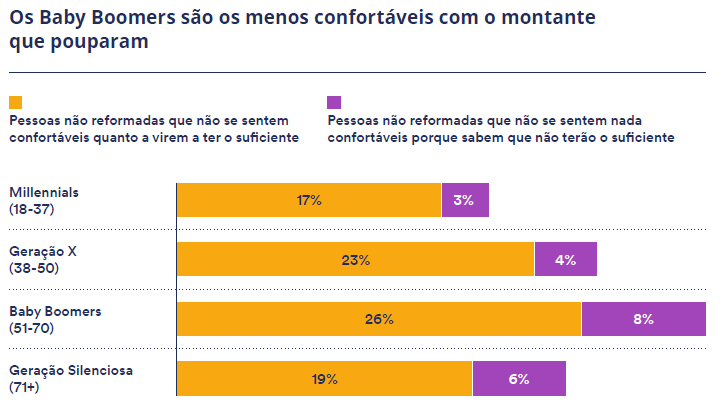 Os Baby Boomers são os menos confortáveis com o montante
que pouparam
Pessoas não reformadas que não se sentem
confortáveis quanto a virem a ter o suficiente
Pessoas não reformadas que não se sentem nada
confortáveis porque sabem que não terão o suficiente
Millennials
(18-37)
17%
3%
Geração X
(38-50)
23%
4%
Baby Boomers
(51-70)
26%
8%
Geração Silenciosa
(71+)
19%
6%